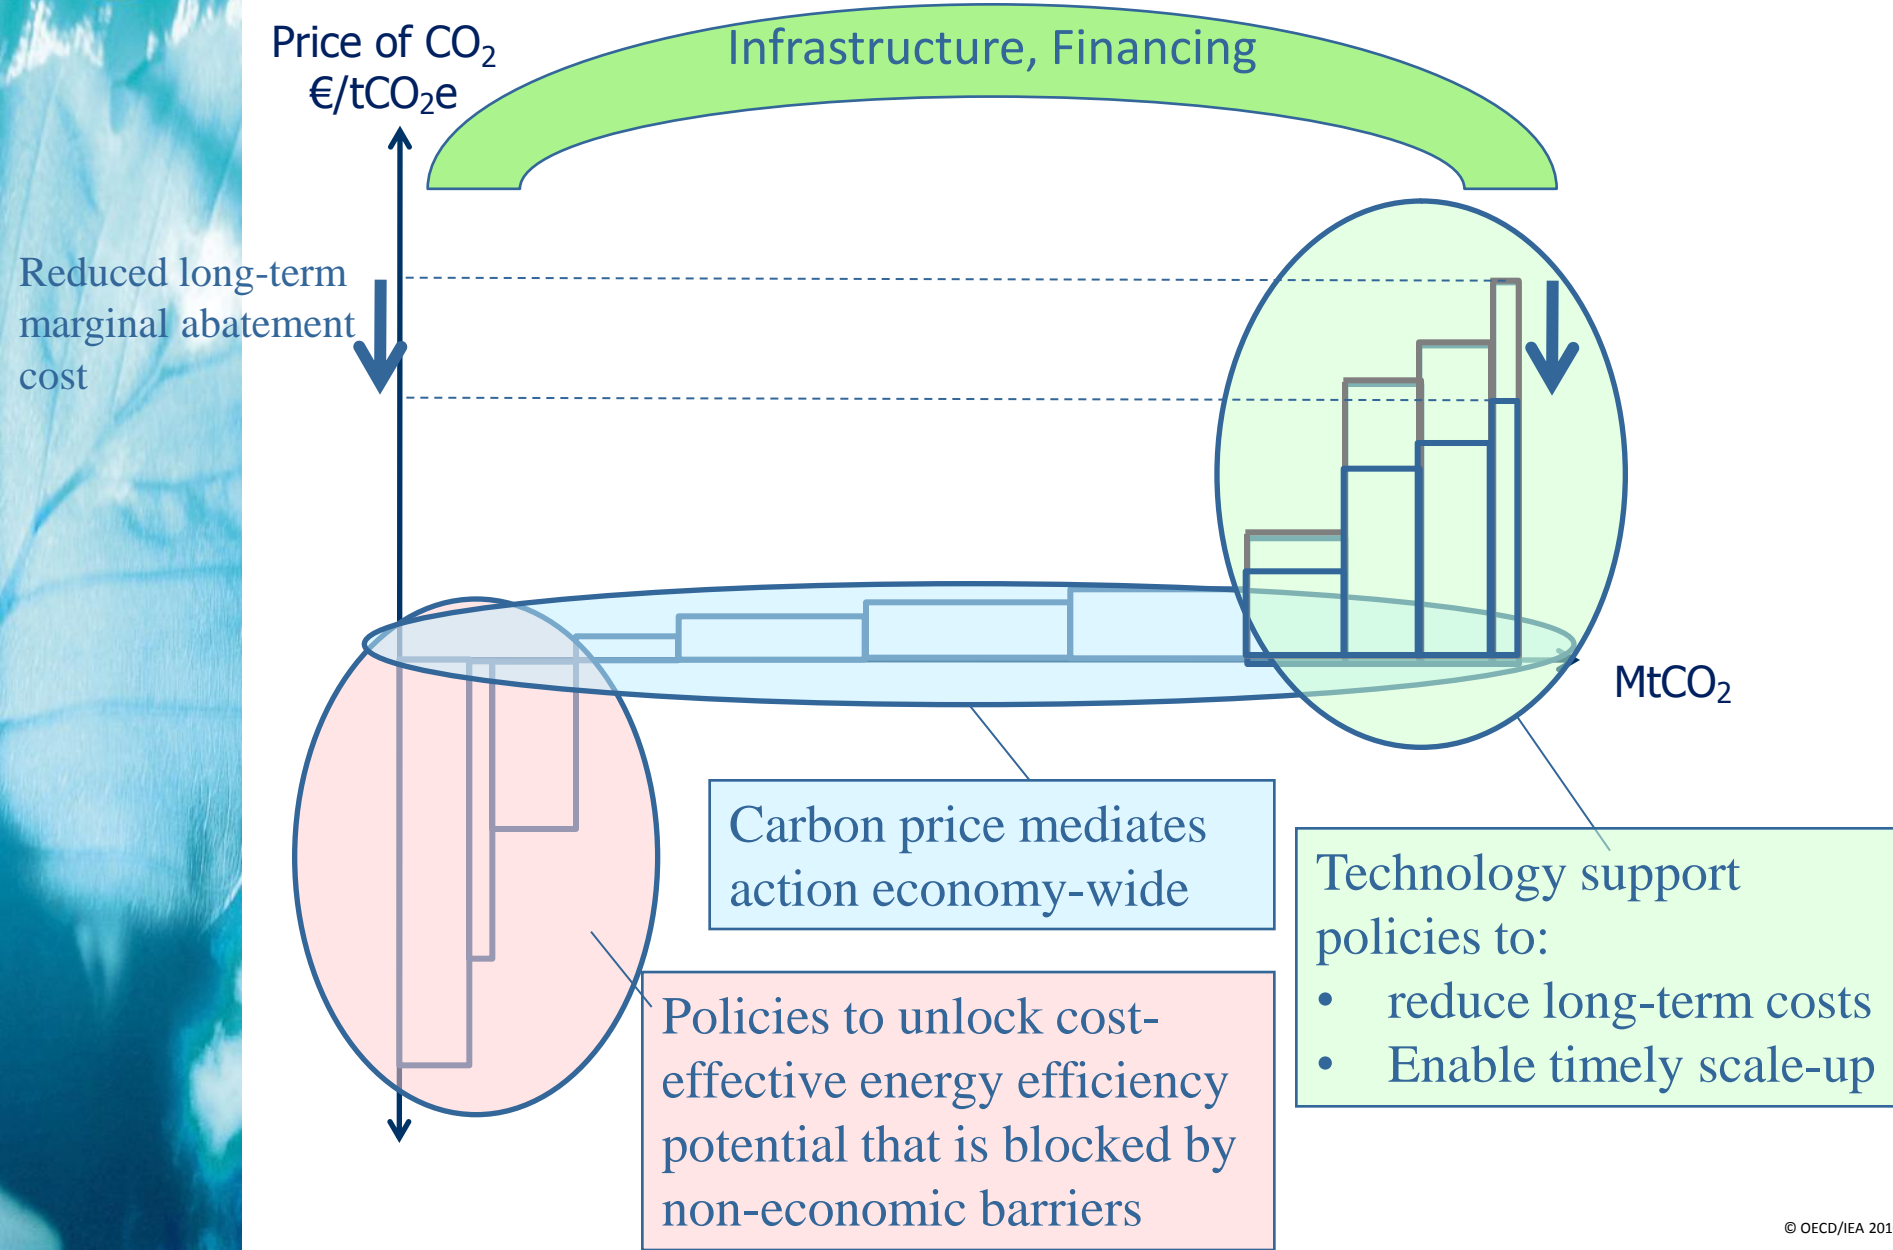 Price of CO₂
€/tCO₂e
Infrastructure, Financing
Reduced long-term
marginal abatement
cost
MtCO₂
Carbon price mediates
action economy-wide
Technology support
policies to:
• reduce long-term costs
• Enable timely scale-up
Policies to unlock cost-
effective energy efficiency
potential that is blocked by
non-economic barriers
© OECD/IEA 201